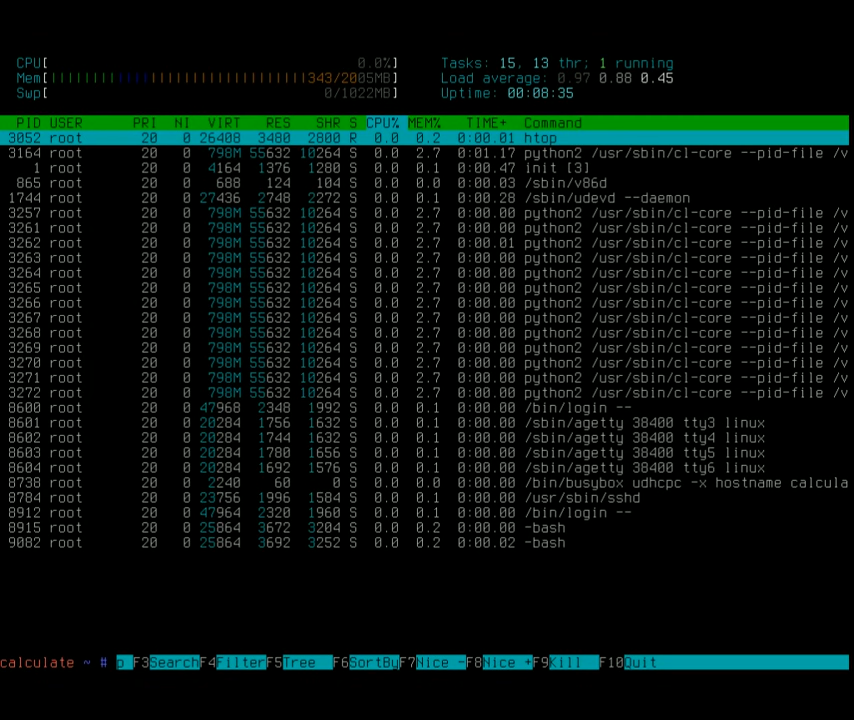 CPU[ 0.0%] Tasks: 15, 13 thr; 1 running
Mem[||||||||||||||||||||||||||||||||||343/2005MB] Load average: 0.97 0.88 0.45
Swp[ 0/1022MB] Uptime: 00:08:35
PID USER PRI NI VIRT RES SHR S CPU% MEM% TIME+ Command
3052 root 20 0 26408 3480 2800 R 0.0 0.2 0:00.01 htop
3164 root 20 0 798M 55632 10264 S 0.0 2.7 0:01.17 python2 /usr/sbin/cl-core --pid-file /v
1 root 20 0 4164 1376 1280 S 0.0 0.1 0:00.47 init [3]
865 root 20 0 688 124 104 S 0.0 0.0 0:00.03 /sbin/v86d
1744 root 20 0 27436 2748 2272 S 0.0 0.1 0:00.28 /sbin/udevd --daemon
3257 root 20 0 798M 55632 10264 S 0.0 2.7 0:00.00 python2 /usr/sbin/cl-core --pid-file /v
3261 root 20 0 798M 55632 10264 S 0.0 2.7 0:00.00 python2 /usr/sbin/cl-core --pid-file /v
3262 root 20 0 798M 55632 10264 S 0.0 2.7 0:00.01 python2 /usr/sbin/cl-core --pid-file /v
3263 root 20 0 798M 55632 10264 S 0.0 2.7 0:00.00 python2 /usr/sbin/cl-core --pid-file /v
3264 root 20 0 798M 55632 10264 S 0.0 2.7 0:00.00 python2 /usr/sbin/cl-core --pid-file /v
3265 root 20 0 798M 55632 10264 S 0.0 2.7 0:00.00 python2 /usr/sbin/cl-core --pid-file /v
3266 root 20 0 798M 55632 10264 S 0.0 2.7 0:00.00 python2 /usr/sbin/cl-core --pid-file /v
3267 root 20 0 798M 55632 10264 S 0.0 2.7 0:00.00 python2 /usr/sbin/cl-core --pid-file /v
3268 root 20 0 798M 55632 10264 S 0.0 2.7 0:00.00 python2 /usr/sbin/cl-core --pid-file /v
3269 root 20 0 798M 55632 10264 S 0.0 2.7 0:00.00 python2 /usr/sbin/cl-core --pid-file /v
3270 root 20 0 798M 55632 10264 S 0.0 2.7 0:00.00 python2 /usr/sbin/cl-core --pid-file /v
3271 root 20 0 798M 55632 10264 S 0.0 2.7 0:00.00 python2 /usr/sbin/cl-core --pid-file /v
3272 root 20 0 798M 55632 10264 S 0.0 2.7 0:00.00 python2 /usr/sbin/cl-core --pid-file /v
8600 root 20 0 47968 2348 1992 S 0.0 0.1 0:00.00 /bin/login --
8601 root 20 0 20284 1756 1632 S 0.0 0.1 0:00.00 /sbin/agetty 38400 tty3 linux
8602 root 20 0 20284 1744 1632 S 0.0 0.1 0:00.00 /sbin/agetty 38400 tty4 linux
8603 root 20 0 20284 1780 1656 S 0.0 0.1 0:00.00 /sbin/agetty 38400 tty5 linux
8604 root 20 0 20284 1692 1576 S 0.0 0.1 0:00.00 /sbin/agetty 38400 tty6 linux
8738 root 20 0 2240 60 0 S 0.0 0.0 0:00.00 /bin/busybox udhcpc -x hostname calcula
8784 root 20 0 23756 1996 1584 S 0.0 0.1 0:00.00 /usr/sbin/sshd
8912 root 20 0 47964 2320 1960 S 0.0 0.1 0:00.00 /bin/login --
8915 root 20 0 25864 3672 3204 S 0.0 0.2 0:00.00 -bash
9082 root 20 0 25864 3692 3252 S 0.0 0.2 0:00.02 -bash
calculate ~ # p F3Search F4Filter F5Tree F6SortBy F7Nice - F8Nice + F9Kill F10Quit